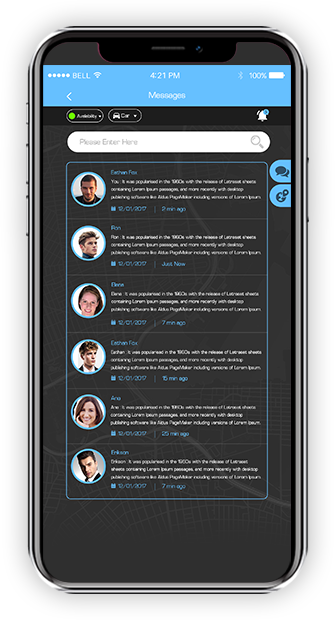 BELL 4:21 PM 100%
Messages
Availability Car
Please Enter Here
Esthan Fox
You : It was popularised in the 1960s with the release of Letraset sheets
containing Lorem Ipsum passages, and more recently with desktop
publishing software like Aldus PageMaker including versions of Lorem Ipsum.
12/01/2017 | 2 min ago
Ron
Ron : It was popularised in the 1960s with the release of Letraset sheets
containing Lorem Ipsum passages, and more recently with desktop
publishing software like Aldus PageMaker including versions of Lorem Ipsum.
12/01/2017 | Just Now
Elena
Elena : It was popularised in the 1960s with the release of Letraset sheets
containing Lorem Ipsum passages, and more recently with desktop
publishing software like Aldus PageMaker including versions of Lorem Ipsum.
12/01/2017 | 7 min ago
Esthan Fox
Esthan : It was popularised in the 1960s with the release of Letraset sheets
containing Lorem Ipsum passages, and more recently with desktop
publishing software like Aldus PageMaker including versions of Lorem Ipsum.
12/01/2017 | 15 min ago
Ana
Ana : It was popularised in the 1960s with the release of Letraset sheets
containing Lorem Ipsum passages, and more recently with desktop
publishing software like Aldus PageMaker including versions of Lorem Ipsum.
12/01/2017 | 25 min ago
Erikson
Erikson : It was popularised in the 1960s with the release of Letraset
sheets containing Lorem Ipsum passages, and more recently with desktop
publishing software like Aldus PageMaker including versions of Lorem Ipsum.
12/01/2017 | 7 min ago